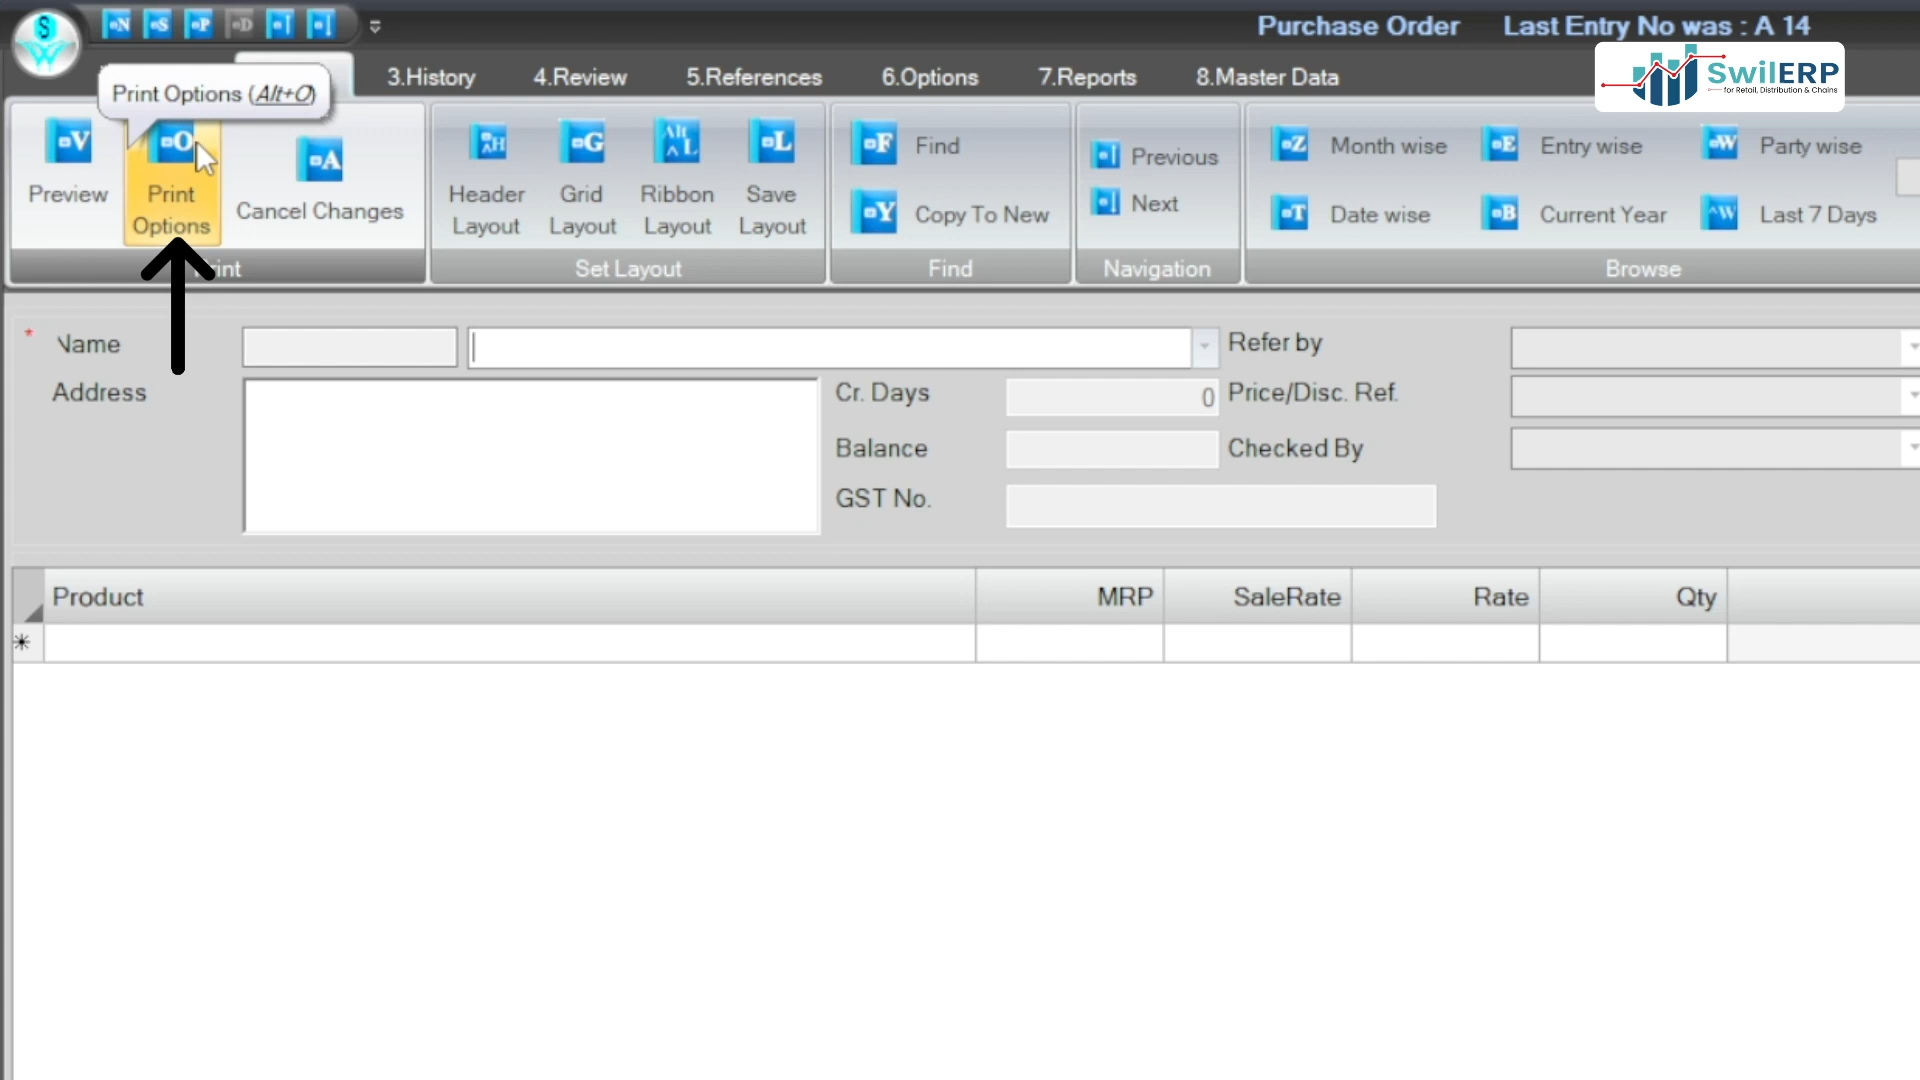 N S P D
Purchase Order Last Entry No was : A 14
3.History 4.Review 5.References 6.Options 7.Reports 8.Master Data
SwilERP
for Retail, Distribution & Chains
Print Options (Alt+O)
V O A
Preview
Print
Options
Cancel Changes
Print
^H G Alt ^L L
Header
Layout
Grid
Layout
Ribbon
Layout
Save
Layout
Set Layout
F Find
Y Copy To New
Find
Previous
Next
Navigation
Z Month wise E Entry wise W Party wise
T Date wise B Current Year ^W Last 7 Days
Browse
* Name
Refer by
Address
Cr. Days 0 Price/Disc. Ref.
Balance Checked By
GST No.
Product MRP SaleRate Rate Qty